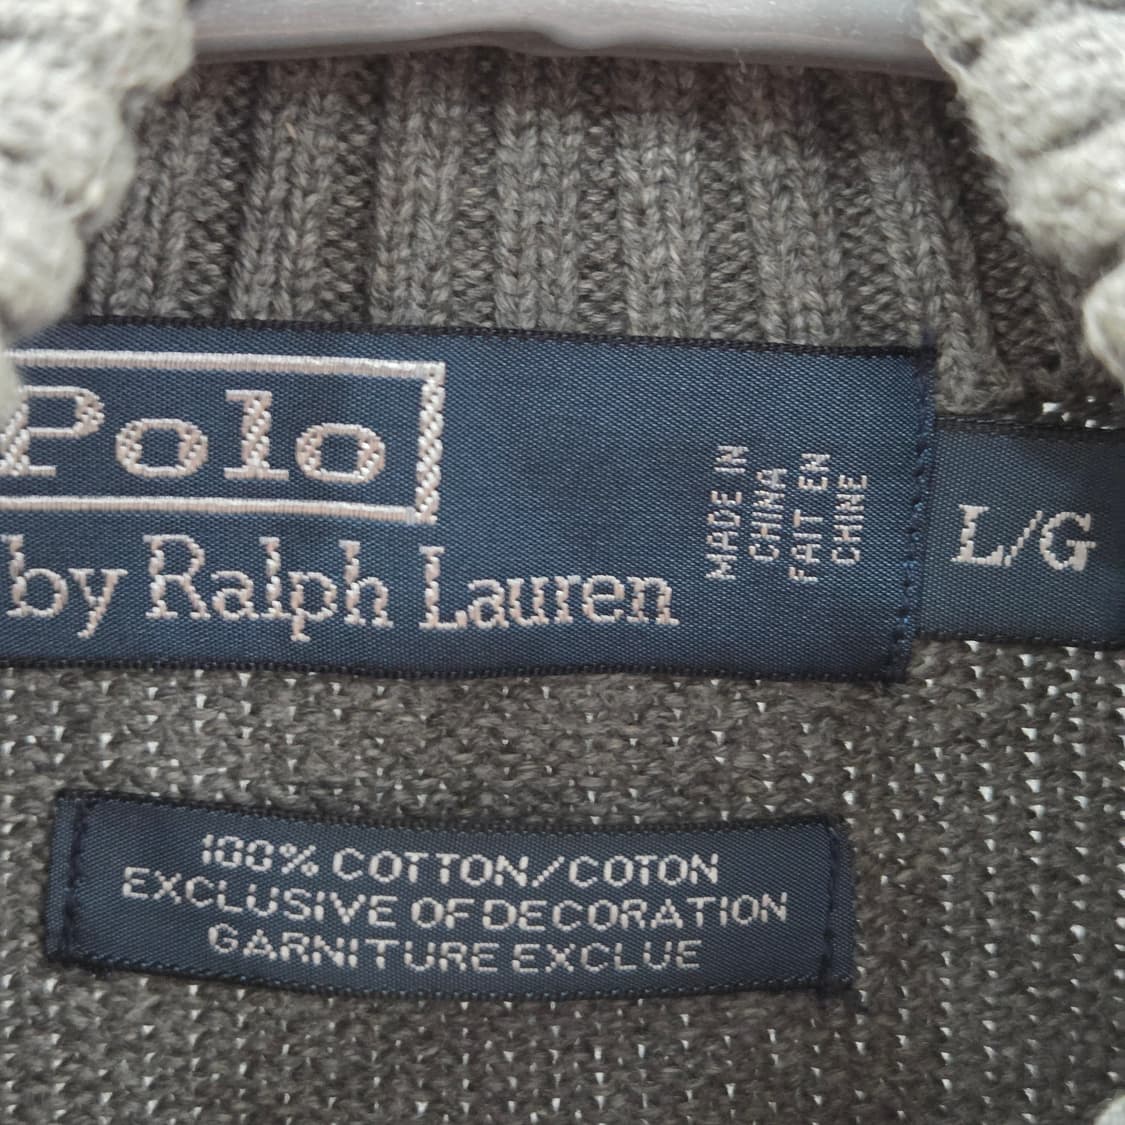 Polo
by Ralph Lauren
MADE IN
CHINA
FAIT EN
CHINE
L/G
100% COTTON/COTON
EXCLUSIVE OF DECORATION
GARNITURE EXCLUE